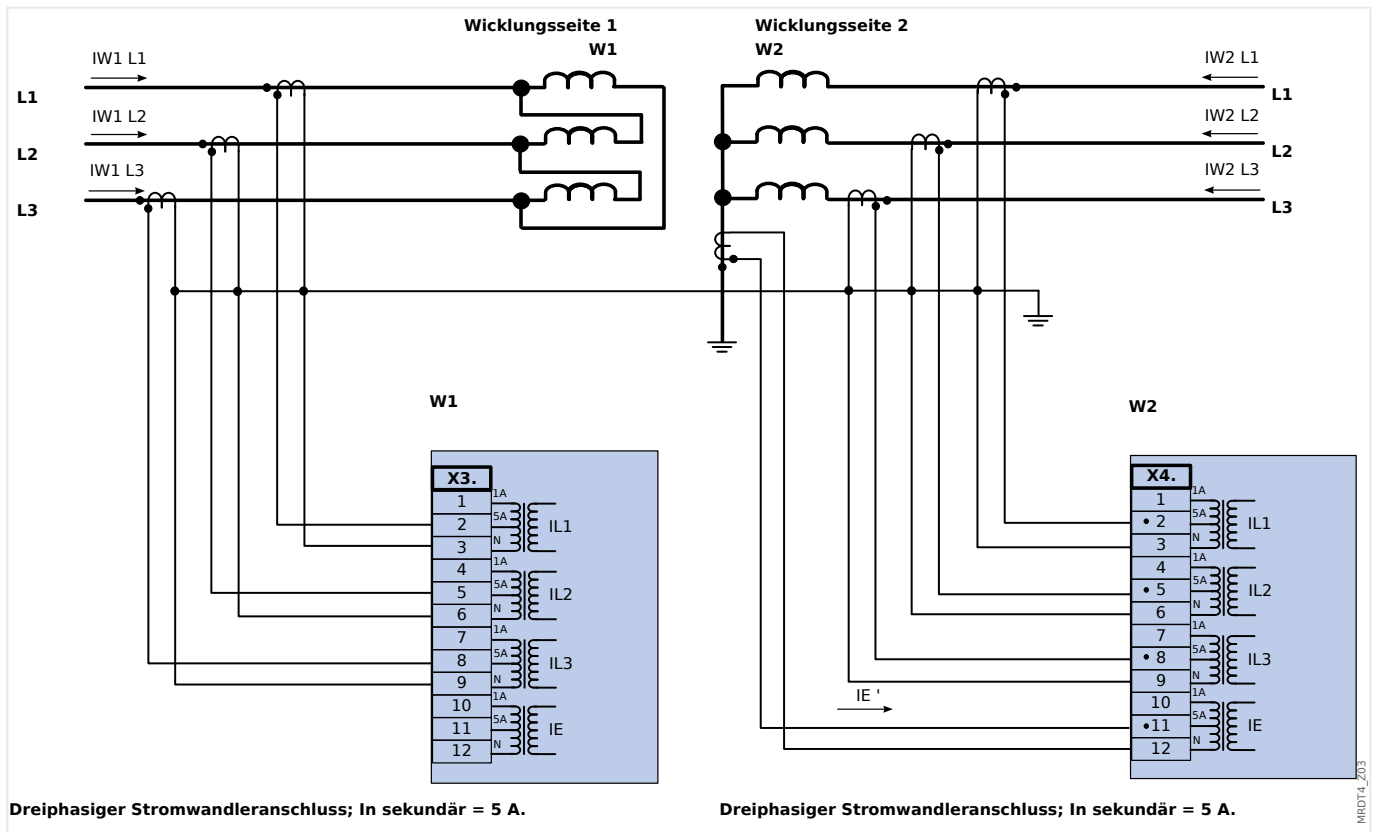 Wicklungsseite 1
W1
Wicklungsseite 2
W2
IW1 L1
L1
IW1 L2
L2
IW1 L3
L3
IW2 L1
L1
IW2 L2
L2
IW2 L3
L3
W1
X3.
1
2
3
4
5
6
7
8
9
10
11
12
1A
5A
N
1A
5A
N
1A
5A
N
1A
5A
N
IL1
IL2
IL3
IE
W2
IE '
X4.
1
• 2
3
4
• 5
6
7
• 8
9
10
•11
12
1A
5A
N
1A
5A
N
1A
5A
N
1A
5A
N
IL1
IL2
IL3
IE
Dreiphasiger Stromwandleranschluss; In sekundär = 5 A.
Dreiphasiger Stromwandleranschluss; In sekundär = 5 A.
MRDT4_Z03